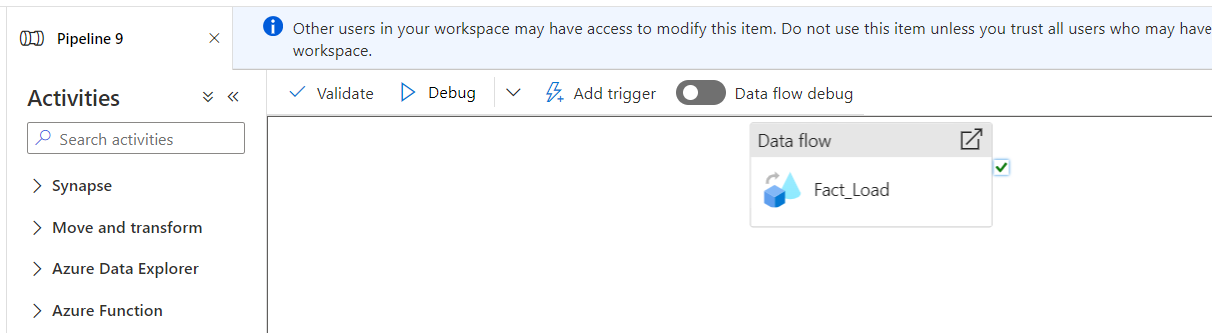 Pipeline 9
Other users in your workspace may have access to modify this item. Do not use this item unless you trust all users who may have
workspace.
Activities
Validate
Debug
Add trigger
Data flow debug
Search activities
Synapse
Move and transform
Azure Data Explorer
Azure Function
Data flow
Fact_Load